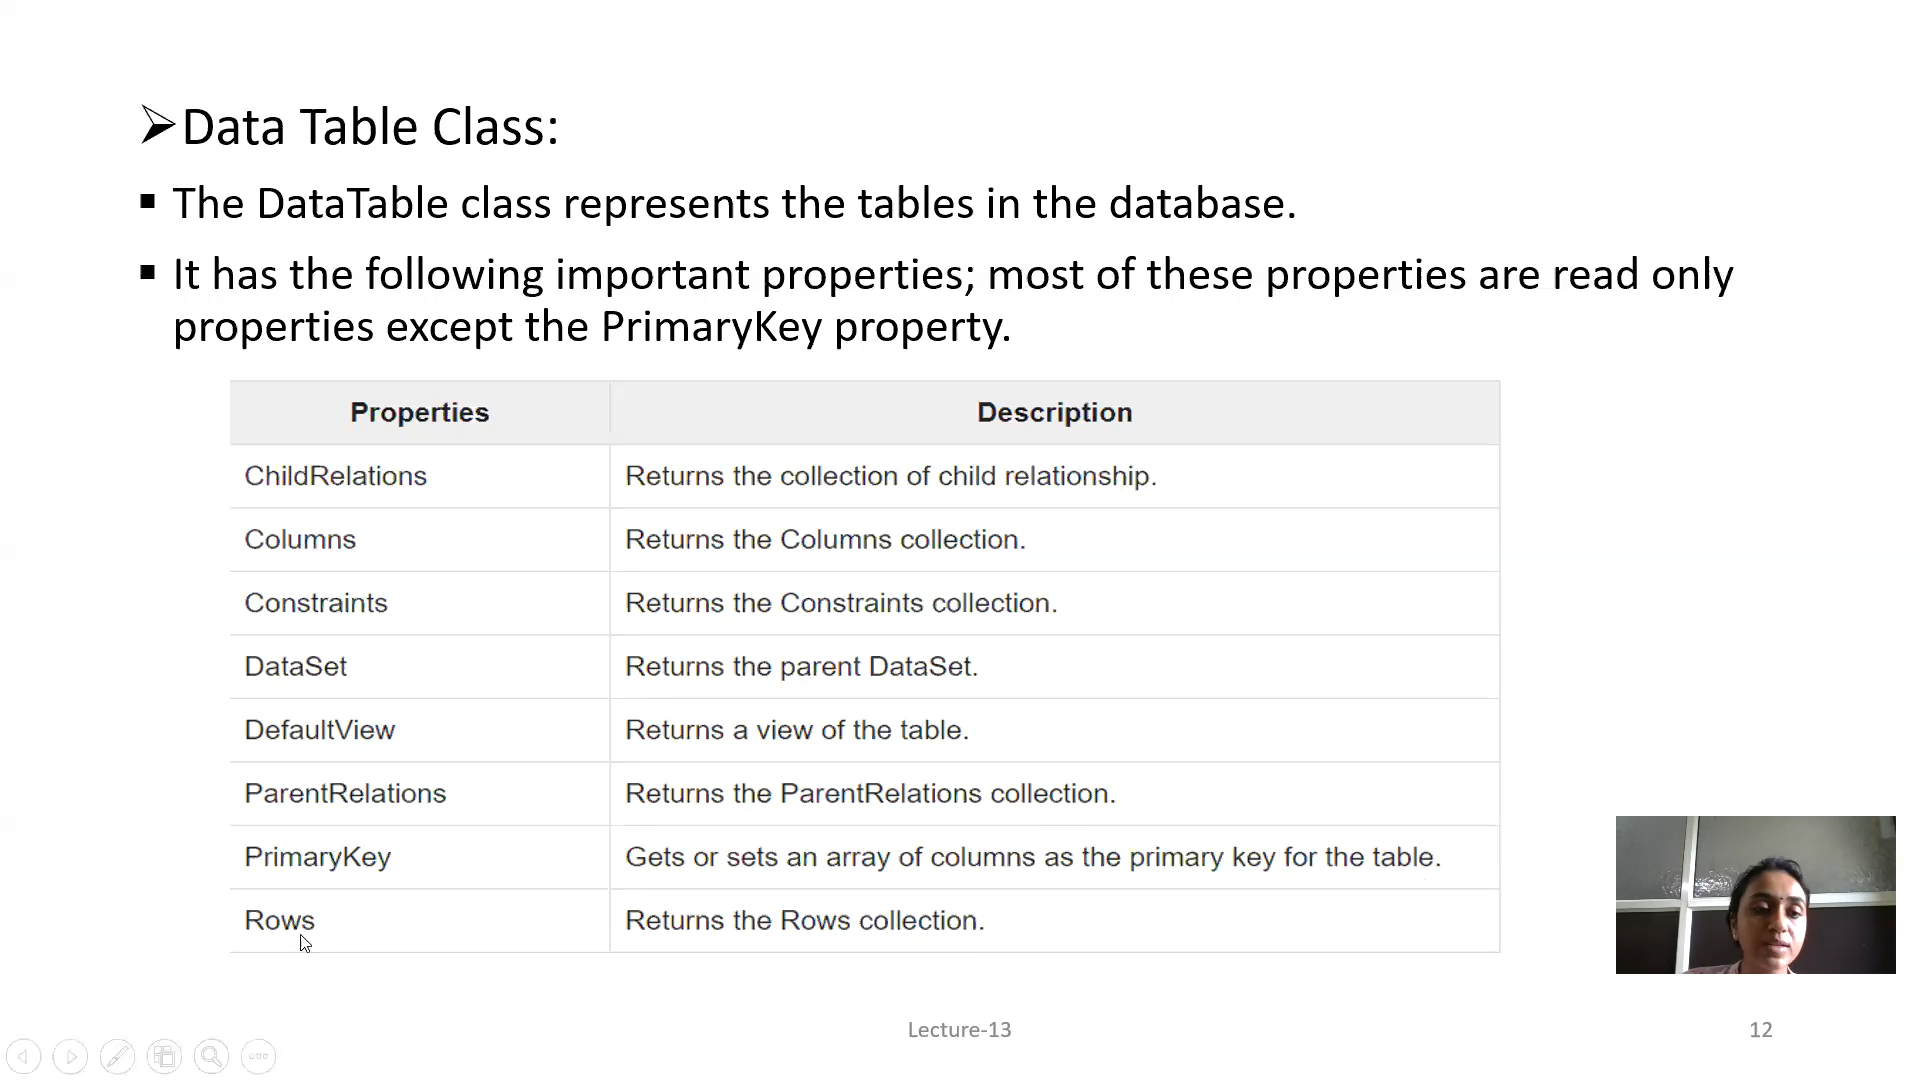 Data Table Class:
The DataTable class represents the tables in the database.
It has the following important properties; most of these properties are read only
properties except the PrimaryKey property.
Properties Description
ChildRelations Returns the collection of child relationship.
Columns Returns the Columns collection.
Constraints Returns the Constraints collection.
DataSet Returns the parent DataSet.
DefaultView Returns a view of the table.
ParentRelations Returns the ParentRelations collection.
PrimaryKey Gets or sets an array of columns as the primary key for the table.
Rows Returns the Rows collection.
Lecture-13 12